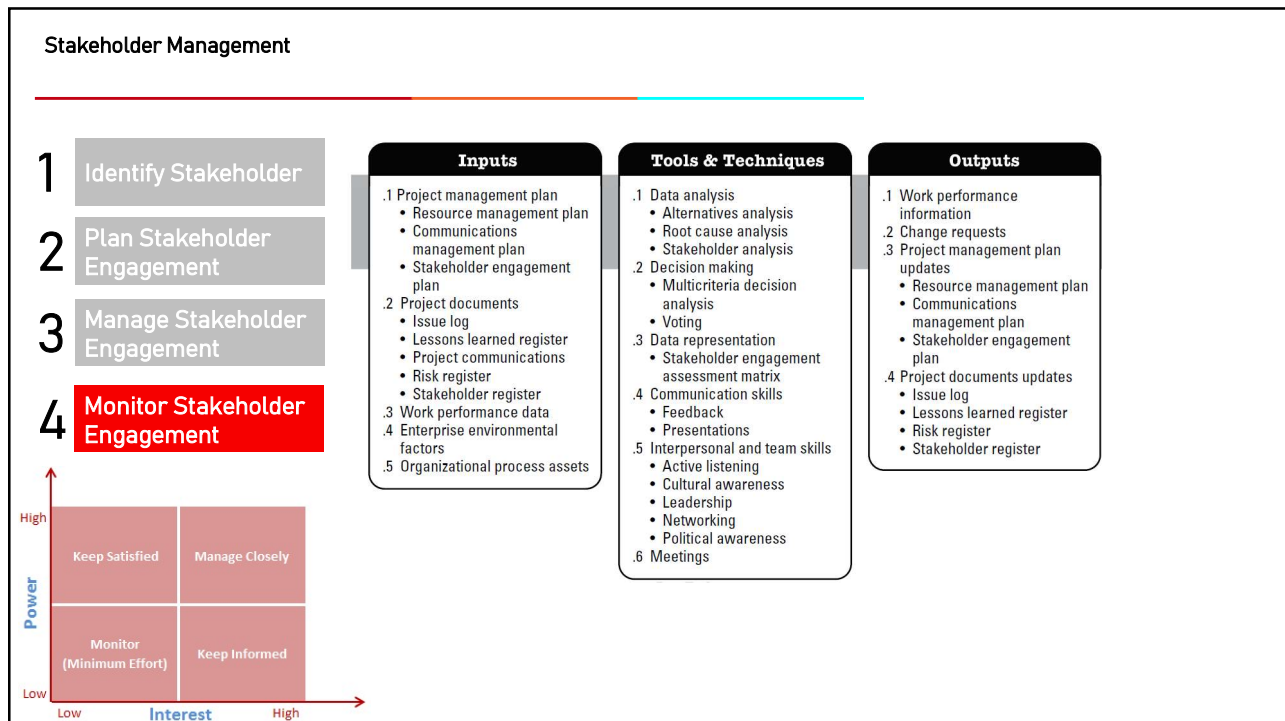 Stakeholder Management
1
Identify Stakeholder
2
Plan Stakeholder
Engagement
3
Manage Stakeholder
Engagement
4
Monitor Stakeholder
Engagement
Inputs
.1 Project management plan
• Resource management plan
• Communications
management plan
• Stakeholder engagement
plan
.2 Project documents
• Issue log
• Lessons learned register
• Project communications
• Risk register
• Stakeholder register
.3 Work performance data
.4 Enterprise environmental
factors
.5 Organizational process assets
Tools & Techniques
.1 Data analysis
• Alternatives analysis
• Root cause analysis
• Stakeholder analysis
.2 Decision making
• Multicriteria decision
analysis
• Voting
.3 Data representation
• Stakeholder engagement
assessment matrix
.4 Communication skills
• Feedback
• Presentations
.5 Interpersonal and team skills
• Active listening
• Cultural awareness
• Leadership
• Networking
• Political awareness
.6 Meetings
Outputs
.1 Work performance
information
.2 Change requests
.3 Project management plan
updates
• Resource management plan
• Communications
management plan
• Stakeholder engagement
plan
.4 Project documents updates
• Issue log
• Lessons learned register
• Risk register
• Stakeholder register
High
Power
Low
Keep Satisfied
Manage Closely
Monitor
(Minimum Effort)
Keep Informed
Low
Interest
High